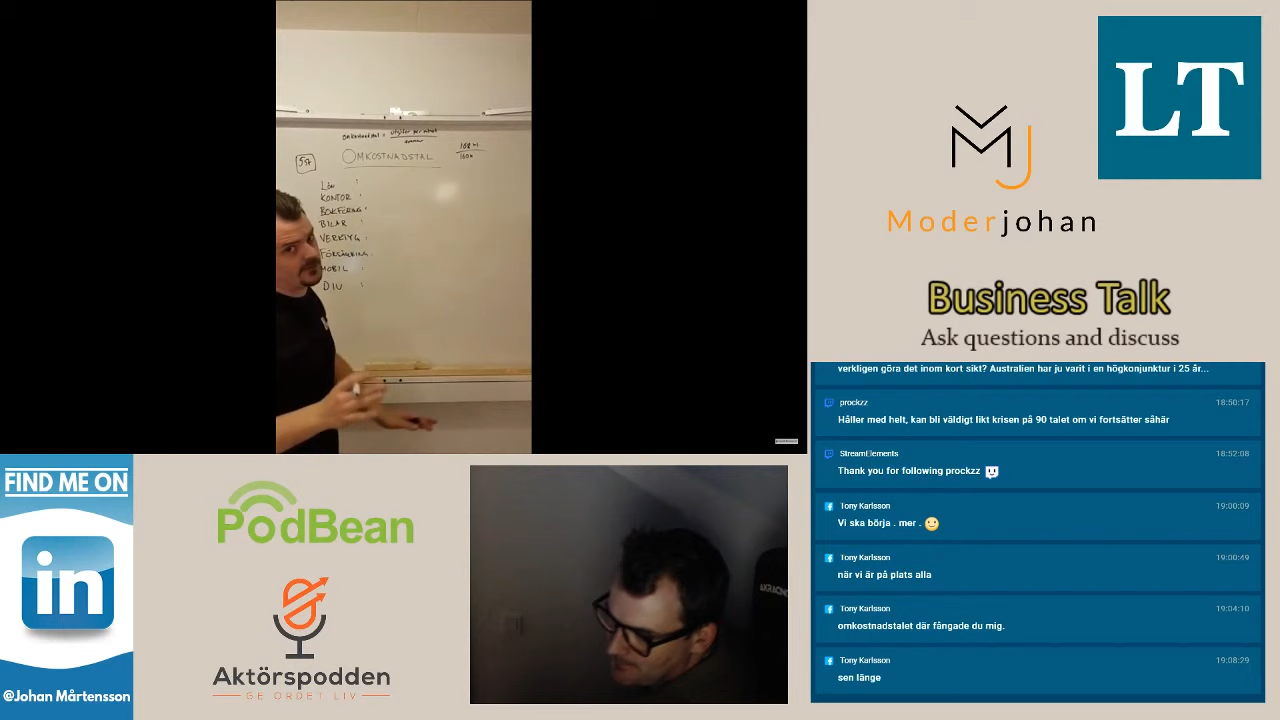 omkostnadstal =
OMKOSTNADSTAL
LÖN :
KONTOR :
BOKFÖRING :
BILAR :
VERKTYG :
FÖRSÄKRING :
MOBIL :
DIV :
LT
MJ
Moderjohan
Business Talk
Ask questions and discuss
verkligen göra det inom kort sikt? Australien har ju varit i en högkonjunktur i 25 år...
prockzz 18:50:17
Håller med helt, kan bli väldigt likt krisen på 90 talet om vi fortsätter såhär
StreamElements 18:52:08
Thank you for following prockzz
Tony Karlsson 19:00:09
Vi ska börja . mer .
Tony Karlsson 19:00:49
när vi är på plats alla
Tony Karlsson 19:04:10
omkostnadstalet där fångade du mig.
Tony Karlsson 19:08:29
sen länge
FIND ME ON
in
@Johan Mårtensson
PodBean
Aktörspodden
GE ORDET LIV